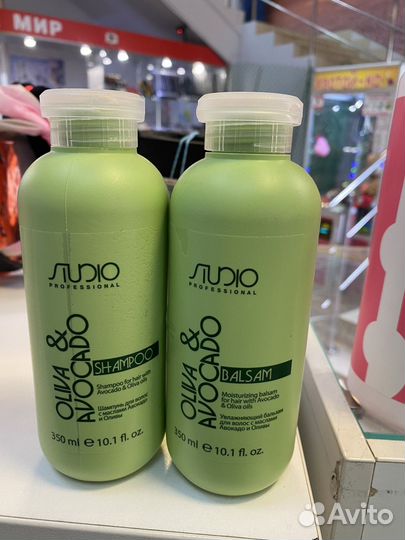 МИР
STUDIO
PROFESSIONAL
OLIVA &
AVOCADO
SHAMPOO
Shampoo for hair with
Avocado & Oliva oils
Шампунь для волос
с маслами Авокадо
и Оливы
350 ml e 10.1 fl. oz.
STUDIO
PROFESSIONAL
OLIVA &
AVOCADO
BALSAM
Moisturizing balsam
for hair with Avocado
& Oliva oils
Увлажняющий бальзам
для волос с маслами
Авокадо и Оливы
350 ml e 10.1 fl. oz.
Avito